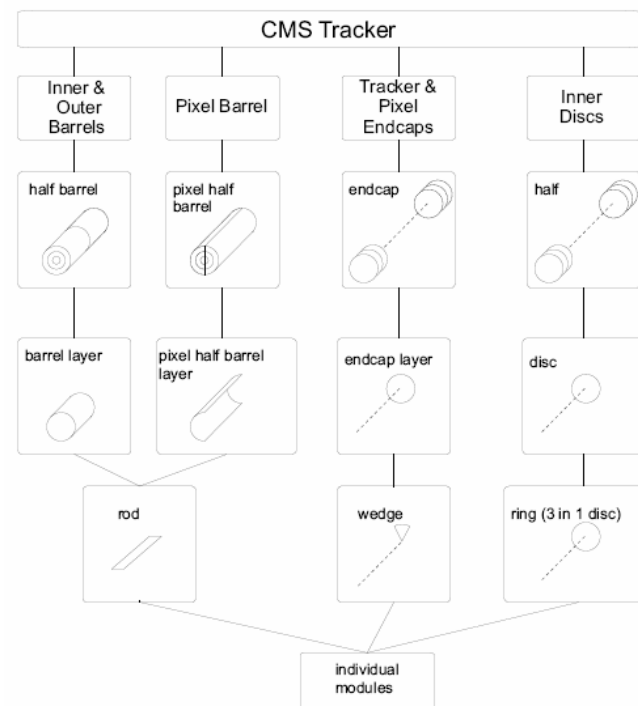 CMS Tracker
Inner &
Outer
Barrels
Pixel Barrel
Tracker &
Pixel
Endcaps
Inner
Discs
half barrel
pixel half
barrel
endcap
half
barrel layer
pixel half barrel
layer
endcap layer
disc
rod
wedge
ring (3 in 1 disc)
individual
modules